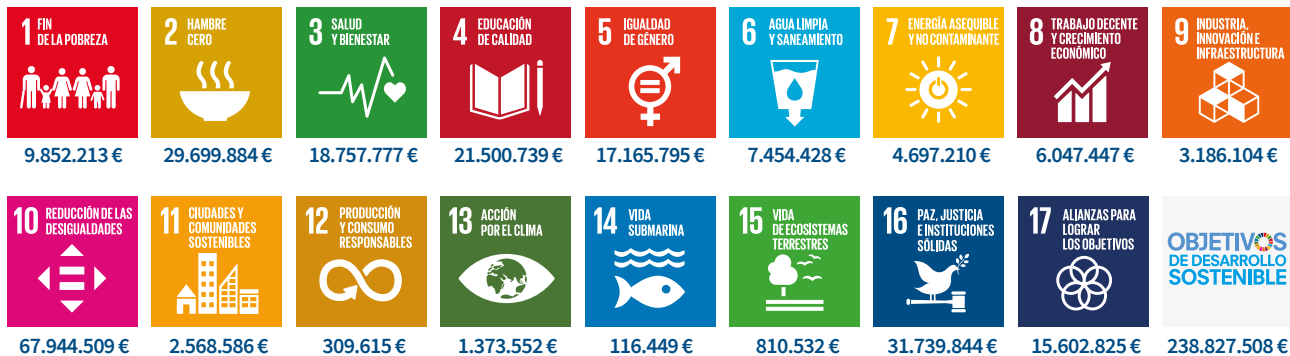 1 FIN
DE LA POBREZA
9.852.213 €
2 HAMBRE
CERO
29.699.884 €
3 SALUD
Y BIENESTAR
18.757.777 €
4 EDUCACIÓN
DE CALIDAD
21.500.739 €
5 IGUALDAD
DE GÉNERO
17.165.795 €
6 AGUA LIMPIA
Y SANEAMIENTO
7.454.428 €
7 ENERGÍA ASEQUIBLE
Y NO CONTAMINANTE
4.697.210 €
8 TRABAJO DECENTE
Y CRECIMIENTO
ECONÓMICO
6.047.447 €
9 INDUSTRIA,
INNOVACIÓN E
INFRAESTRUCTURA
3.186.104 €
10 REDUCCIÓN DE LAS
DESIGUALDADES
67.944.509 €
11 CIUDADES Y
COMUNIDADES
SOSTENIBLES
2.568.586 €
12 PRODUCCIÓN
Y CONSUMO
RESPONSABLES
309.615 €
13 ACCIÓN
POR EL CLIMA
1.373.552 €
14 VIDA
SUBMARINA
116.449 €
15 VIDA
DE ECOSISTEMAS
TERRESTRES
810.532 €
16 PAZ, JUSTICIA
E INSTITUCIONES
SÓLIDAS
31.739.844 €
17 ALIANZAS PARA
LOGRAR
LOS OBJETIVOS
15.602.825 €
OBJETIVOS
DE DESARROLLO
SOSTENIBLE
238.827.508 €